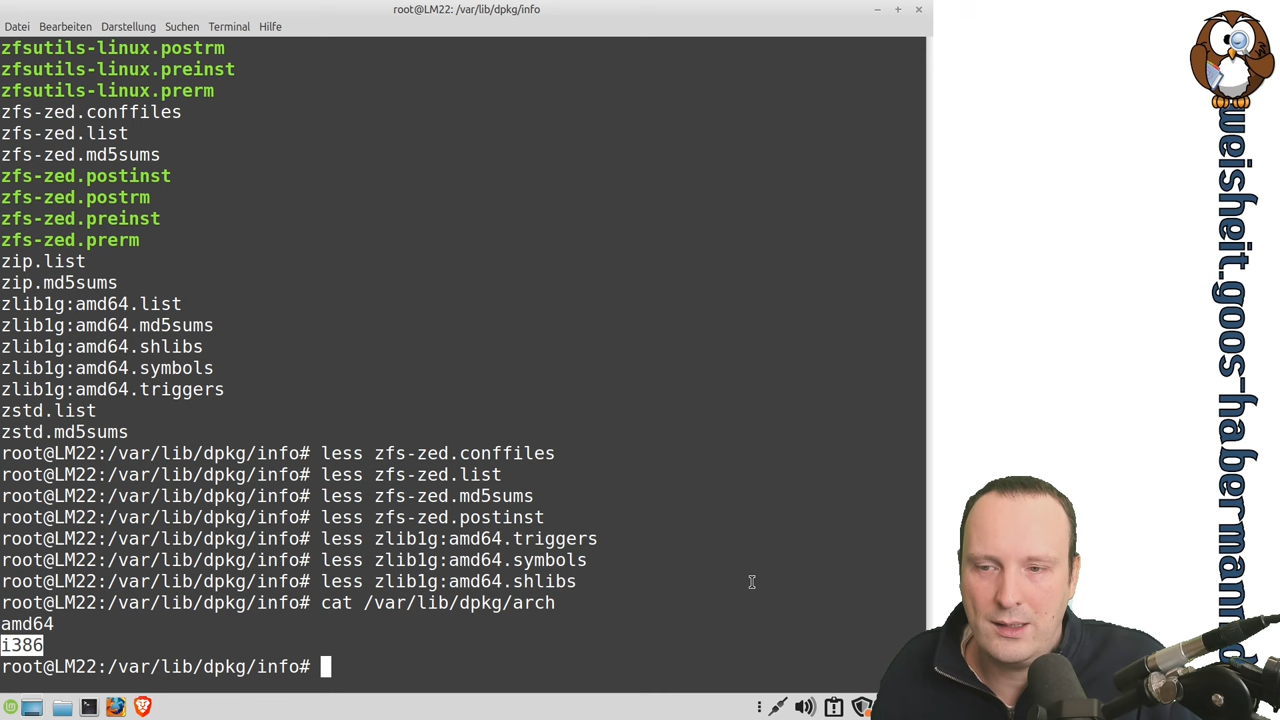 root@LM22: /var/lib/dpkg/info
Datei Bearbeiten Darstellung Suchen Terminal Hilfe
zfsutils-linux.postrm
zfsutils-linux.preinst
zfsutils-linux.prerm
zfs-zed.conffiles
zfs-zed.list
zfs-zed.md5sums
zfs-zed.postinst
zfs-zed.postrm
zfs-zed.preinst
zfs-zed.prerm
zip.list
zip.md5sums
zlib1g:amd64.list
zlib1g:amd64.md5sums
zlib1g:amd64.shlibs
zlib1g:amd64.symbols
zlib1g:amd64.triggers
zstd.list
zstd.md5sums
root@LM22:/var/lib/dpkg/info# less zfs-zed.conffiles
root@LM22:/var/lib/dpkg/info# less zfs-zed.list
root@LM22:/var/lib/dpkg/info# less zfs-zed.md5sums
root@LM22:/var/lib/dpkg/info# less zfs-zed.postinst
root@LM22:/var/lib/dpkg/info# less zlib1g:amd64.triggers
root@LM22:/var/lib/dpkg/info# less zlib1g:amd64.symbols
root@LM22:/var/lib/dpkg/info# less zlib1g:amd64.shlibs
root@LM22:/var/lib/dpkg/info# cat /var/lib/dpkg/arch
amd64
i386
root@LM22:/var/lib/dpkg/info#
weisheit.goos-habermann.d